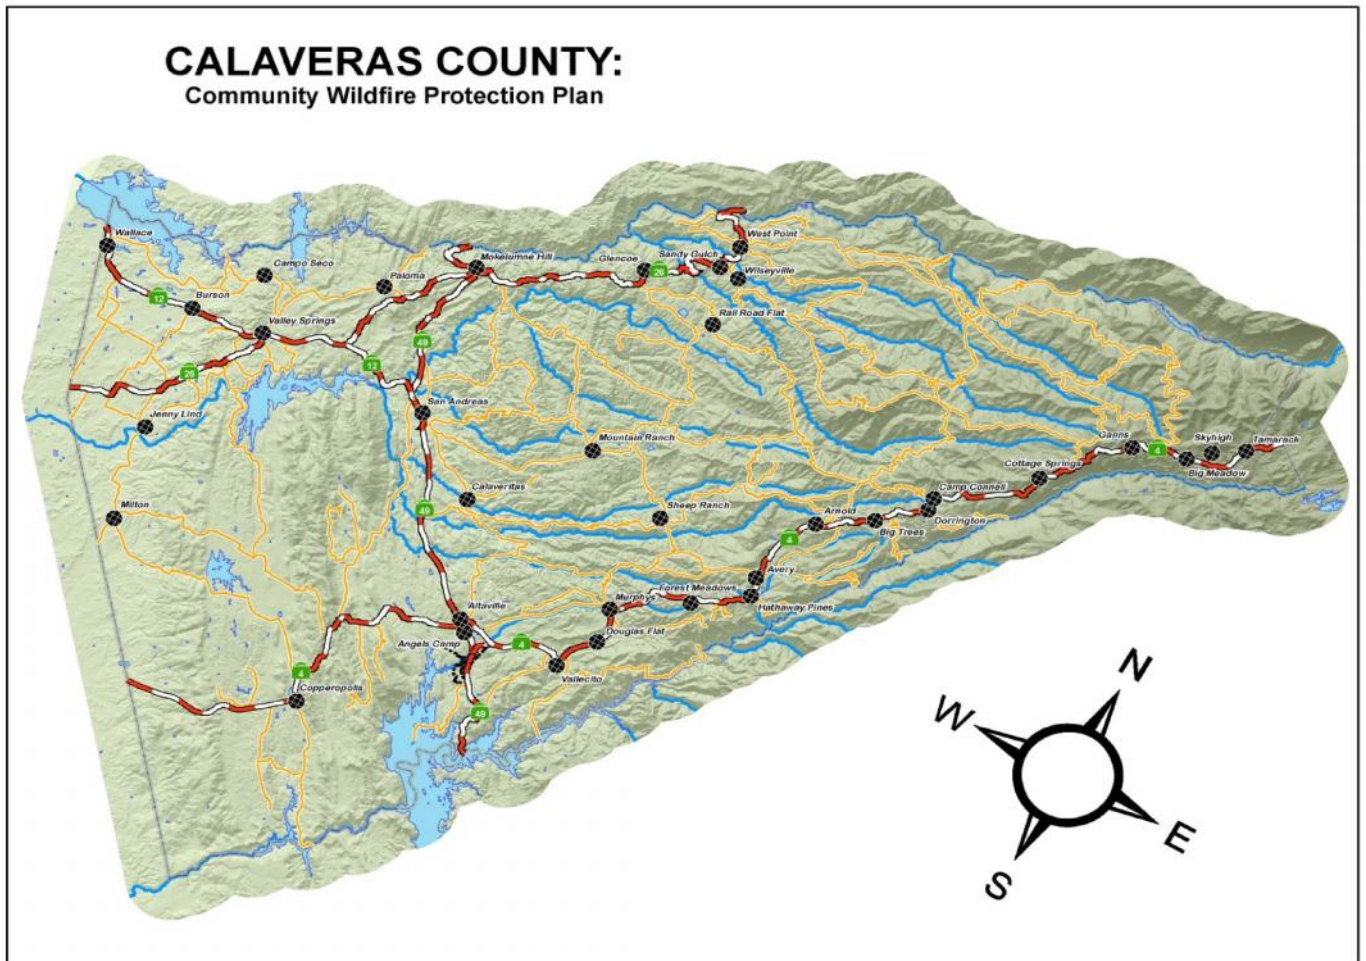 CALAVERAS COUNTY:
Community Wildfire Protection Plan
Wallace
West Point
Campo Seco
Mokelumne Hill
Glencoe
Sandy Gulch
26
Wilseyville
Paloma
12
Burson
Valley Springs
Rail Road Flat
49
12
26
San Andreas
Jenny Lind
Mountain Ranch
Ganns
4
Skyhigh
Tamarack
Big Meadow
Cottage Springs
Calaveritas
Camp Connell
Milton
49
Sheep Ranch
Arnold
Dorrington
Big Trees
4
Avery
Forest Meadows
Murphys
Hathaway Pines
Altaville
Douglas Flat
Angels Camp
4
Vallecito
4
Copperopolis
49
N
W
E
S